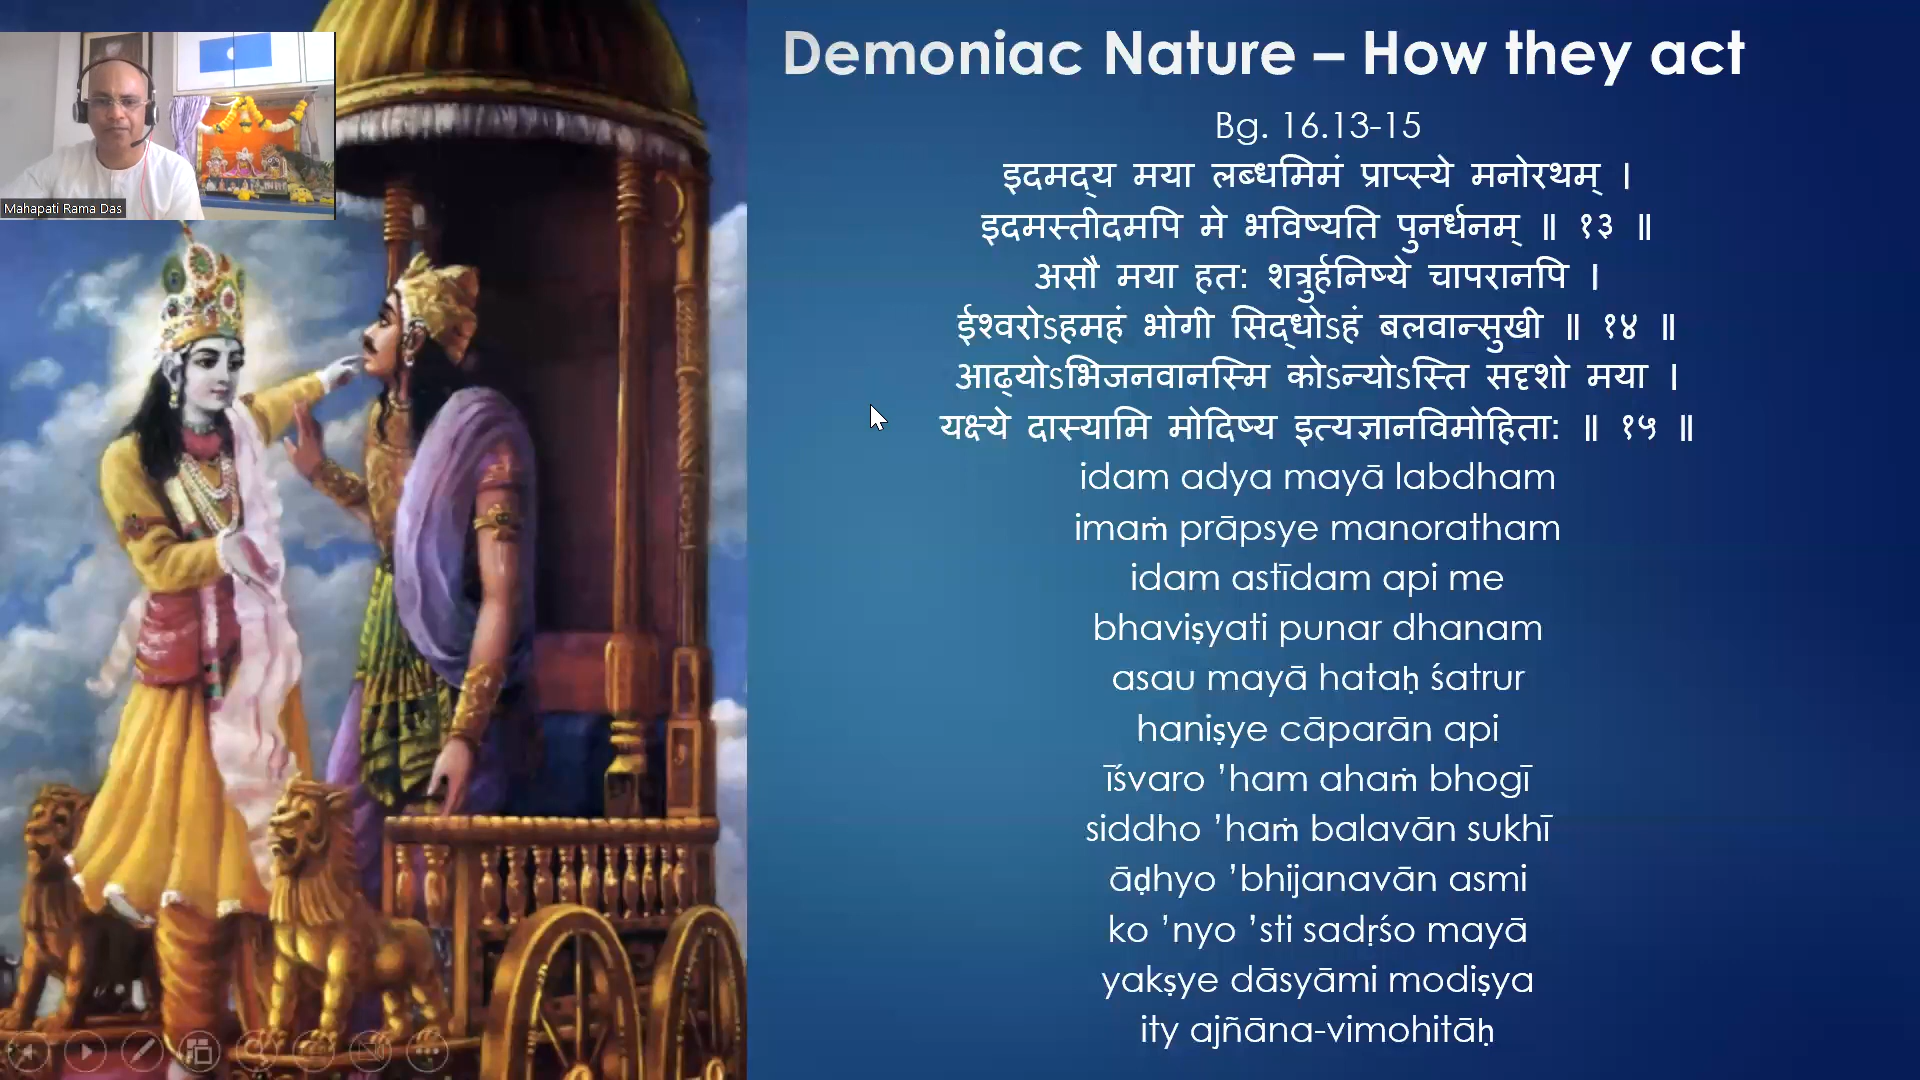 Mahapati Rama Das
Demoniac Nature – How they act
Bg. 16.13-15
इदमद्य मया लब्धमिमं प्राप्स्ये मनोरथम् ।
इदमस्तीदमपि मे भविष्यति पुनर्धनम् ॥ १३ ॥
असौ मया हत: शत्रुर्हनिष्ये चापरानपि ।
ईश्वरोऽहमहं भोगी सिद्धोऽहं बलवान्सुखी ॥ १४ ॥
आढ्योऽभिजनवानस्मि कोऽन्योऽस्ति सदृशो मया ।
यक्ष्ये दास्यामि मोदिष्य इत्यज्ञानविमोहिता: ॥ १५ ॥
idam adya mayā labdham
imaṁ prāpsye manoratham
idam astīdam api me
bhaviṣyati punar dhanam
asau mayā hataḥ śatrur
haniṣye cāparān api
īśvaro ’ham ahaṁ bhogī
siddho ’haṁ balavān sukhī
āḍhyo ’bhijanavān asmi
ko ’nyo ’sti sadṛśo mayā
yakṣye dāsyāmi modiṣya
ity ajñāna-vimohitāḥ